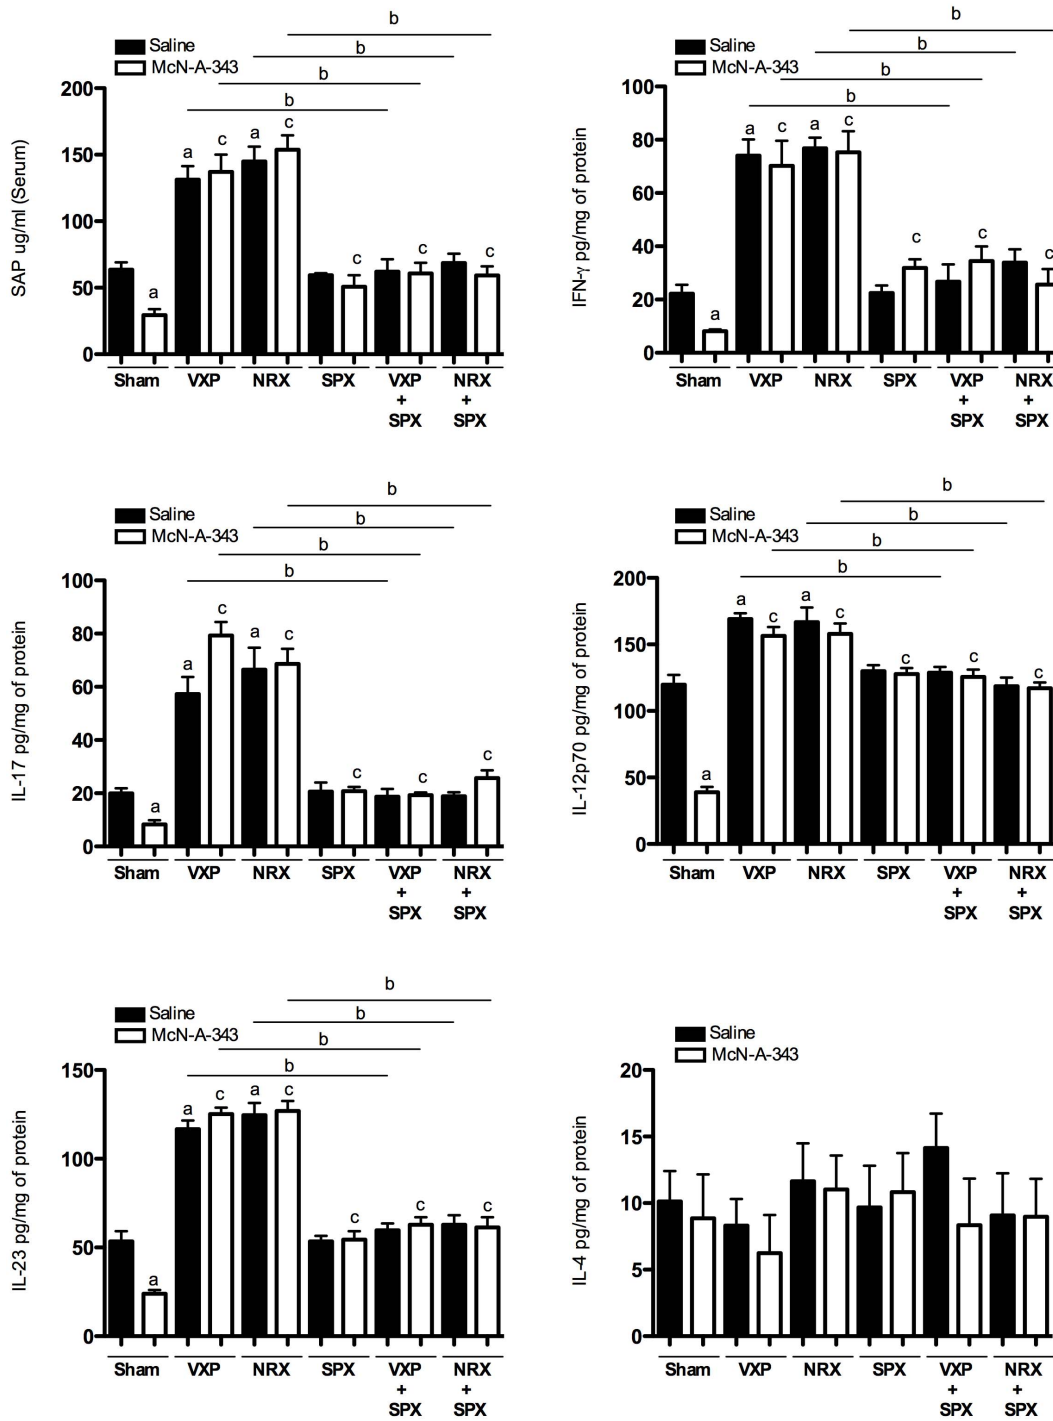 b
Saline
b
McN-A-343
b
b
200
150
100
50
0
SAP ug/ml (Serum)
a
a
c
a
c
c
c
c
Sham VXP NRX SPX VXP NRX
+ +
SPX SPX
b
Saline
b
McN-A-343
b
b
100
80
60
40
20
0
IFN-γ pg/mg of protein
a
a
c
a
c
c
c
c
Sham VXP NRX SPX VXP NRX
+ +
SPX SPX
b
Saline
b
McN-A-343
b
b
100
80
60
40
20
0
IL-17 pg/mg of protein
a
a
c
a
c
c
c
c
Sham VXP NRX SPX VXP NRX
+ +
SPX SPX
b
Saline
b
McN-A-343
b
b
200
150
100
50
0
IL-12p70 pg/mg of protein
a
a
c
a
c
c
c
c
Sham VXP NRX SPX VXP NRX
+ +
SPX SPX
b
Saline
b
McN-A-343
b
b
150
100
50
0
IL-23 pg/mg of protein
a
a
c
a
c
c
c
c
Sham VXP NRX SPX VXP NRX
+ +
SPX SPX
Saline
McN-A-343
20
15
10
5
0
IL-4 pg/mg of protein
Sham VXP NRX SPX VXP NRX
+ +
SPX SPX